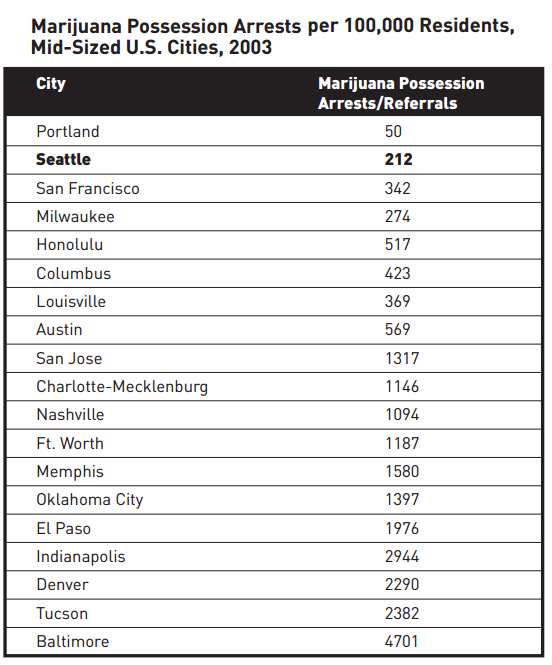 Marijuana Possession Arrests per 100,000 Residents,
Mid-Sized U.S. Cities, 2003
City Marijuana Possession
Arrests/Referrals
Portland 50
Seattle 212
San Francisco 342
Milwaukee 274
Honolulu 517
Columbus 423
Louisville 369
Austin 569
San Jose 1317
Charlotte-Mecklenburg 1146
Nashville 1094
Ft. Worth 1187
Memphis 1580
Oklahoma City 1397
El Paso 1976
Indianapolis 2944
Denver 2290
Tucson 2382
Baltimore 4701